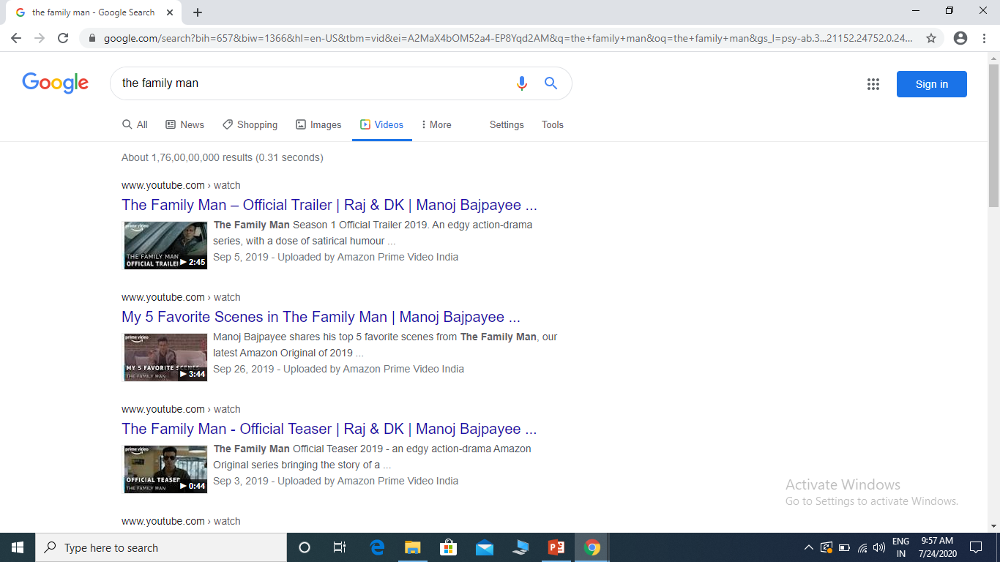 the family man - Google Search
google.com/search?bih=657&biw=1366&hl=en-US&tbm=vid&ei=A2MaX4bOM52a4-EP8Yqd2AM&q=the+family+man&oq=the+family+man&gs_l=psy-ab.3...21152.24752.0.24...
Google
the family man
Sign in
All News Shopping Images Videos More Settings Tools
About 1,76,00,00,000 results (0.31 seconds)
www.youtube.com › watch
The Family Man – Official Trailer | Raj & DK | Manoj Bajpayee ...
prime video
THE FAMILY MAN
OFFICIAL TRAILER
2:45
The Family Man Season 1 Official Trailer 2019. An edgy action-drama
series, with a dose of satirical humour ...
Sep 5, 2019 - Uploaded by Amazon Prime Video India
www.youtube.com › watch
My 5 Favorite Scenes in The Family Man | Manoj Bajpayee ...
prime video
MY 5 FAVORITE SCENES
THE FAMILY MAN
3:44
Manoj Bajpayee shares his top 5 favorite scenes from The Family Man, our
latest Amazon Original of 2019 ...
Sep 26, 2019 - Uploaded by Amazon Prime Video India
www.youtube.com › watch
The Family Man - Official Teaser | Raj & DK | Manoj Bajpayee ...
prime video
OFFICIAL TEASER
THE FAMILY MAN
0:44
The Family Man Official Teaser 2019 - an edgy action-drama Amazon
Original series bringing the story of a ...
Sep 3, 2019 - Uploaded by Amazon Prime Video India
www.youtube.com › watch
Activate Windows
Go to Settings to activate Windows.
Type here to search
ENG
IN
9:57 AM
7/24/2020